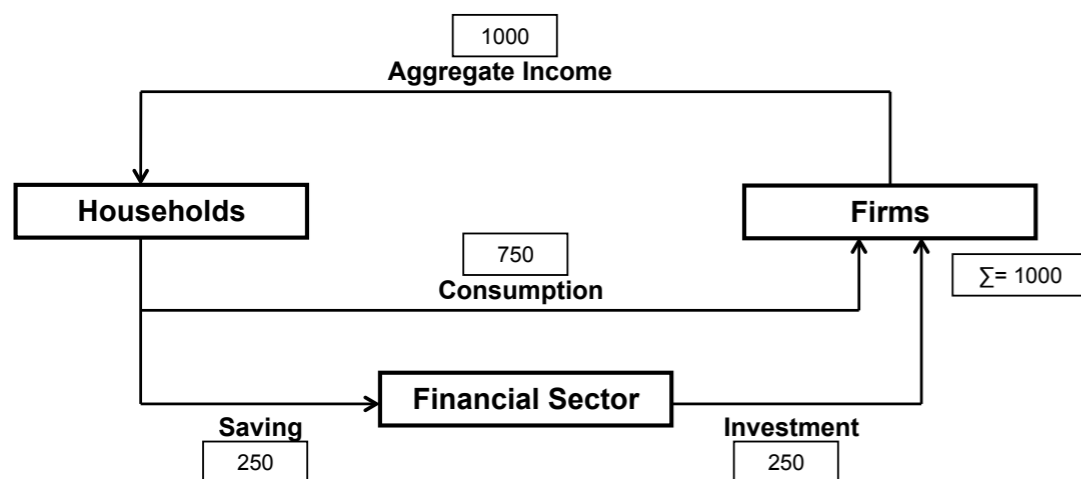 1000
Aggregate Income
Households
Firms
750
Consumption
∑= 1000
Financial Sector
Saving
Investment
250
250